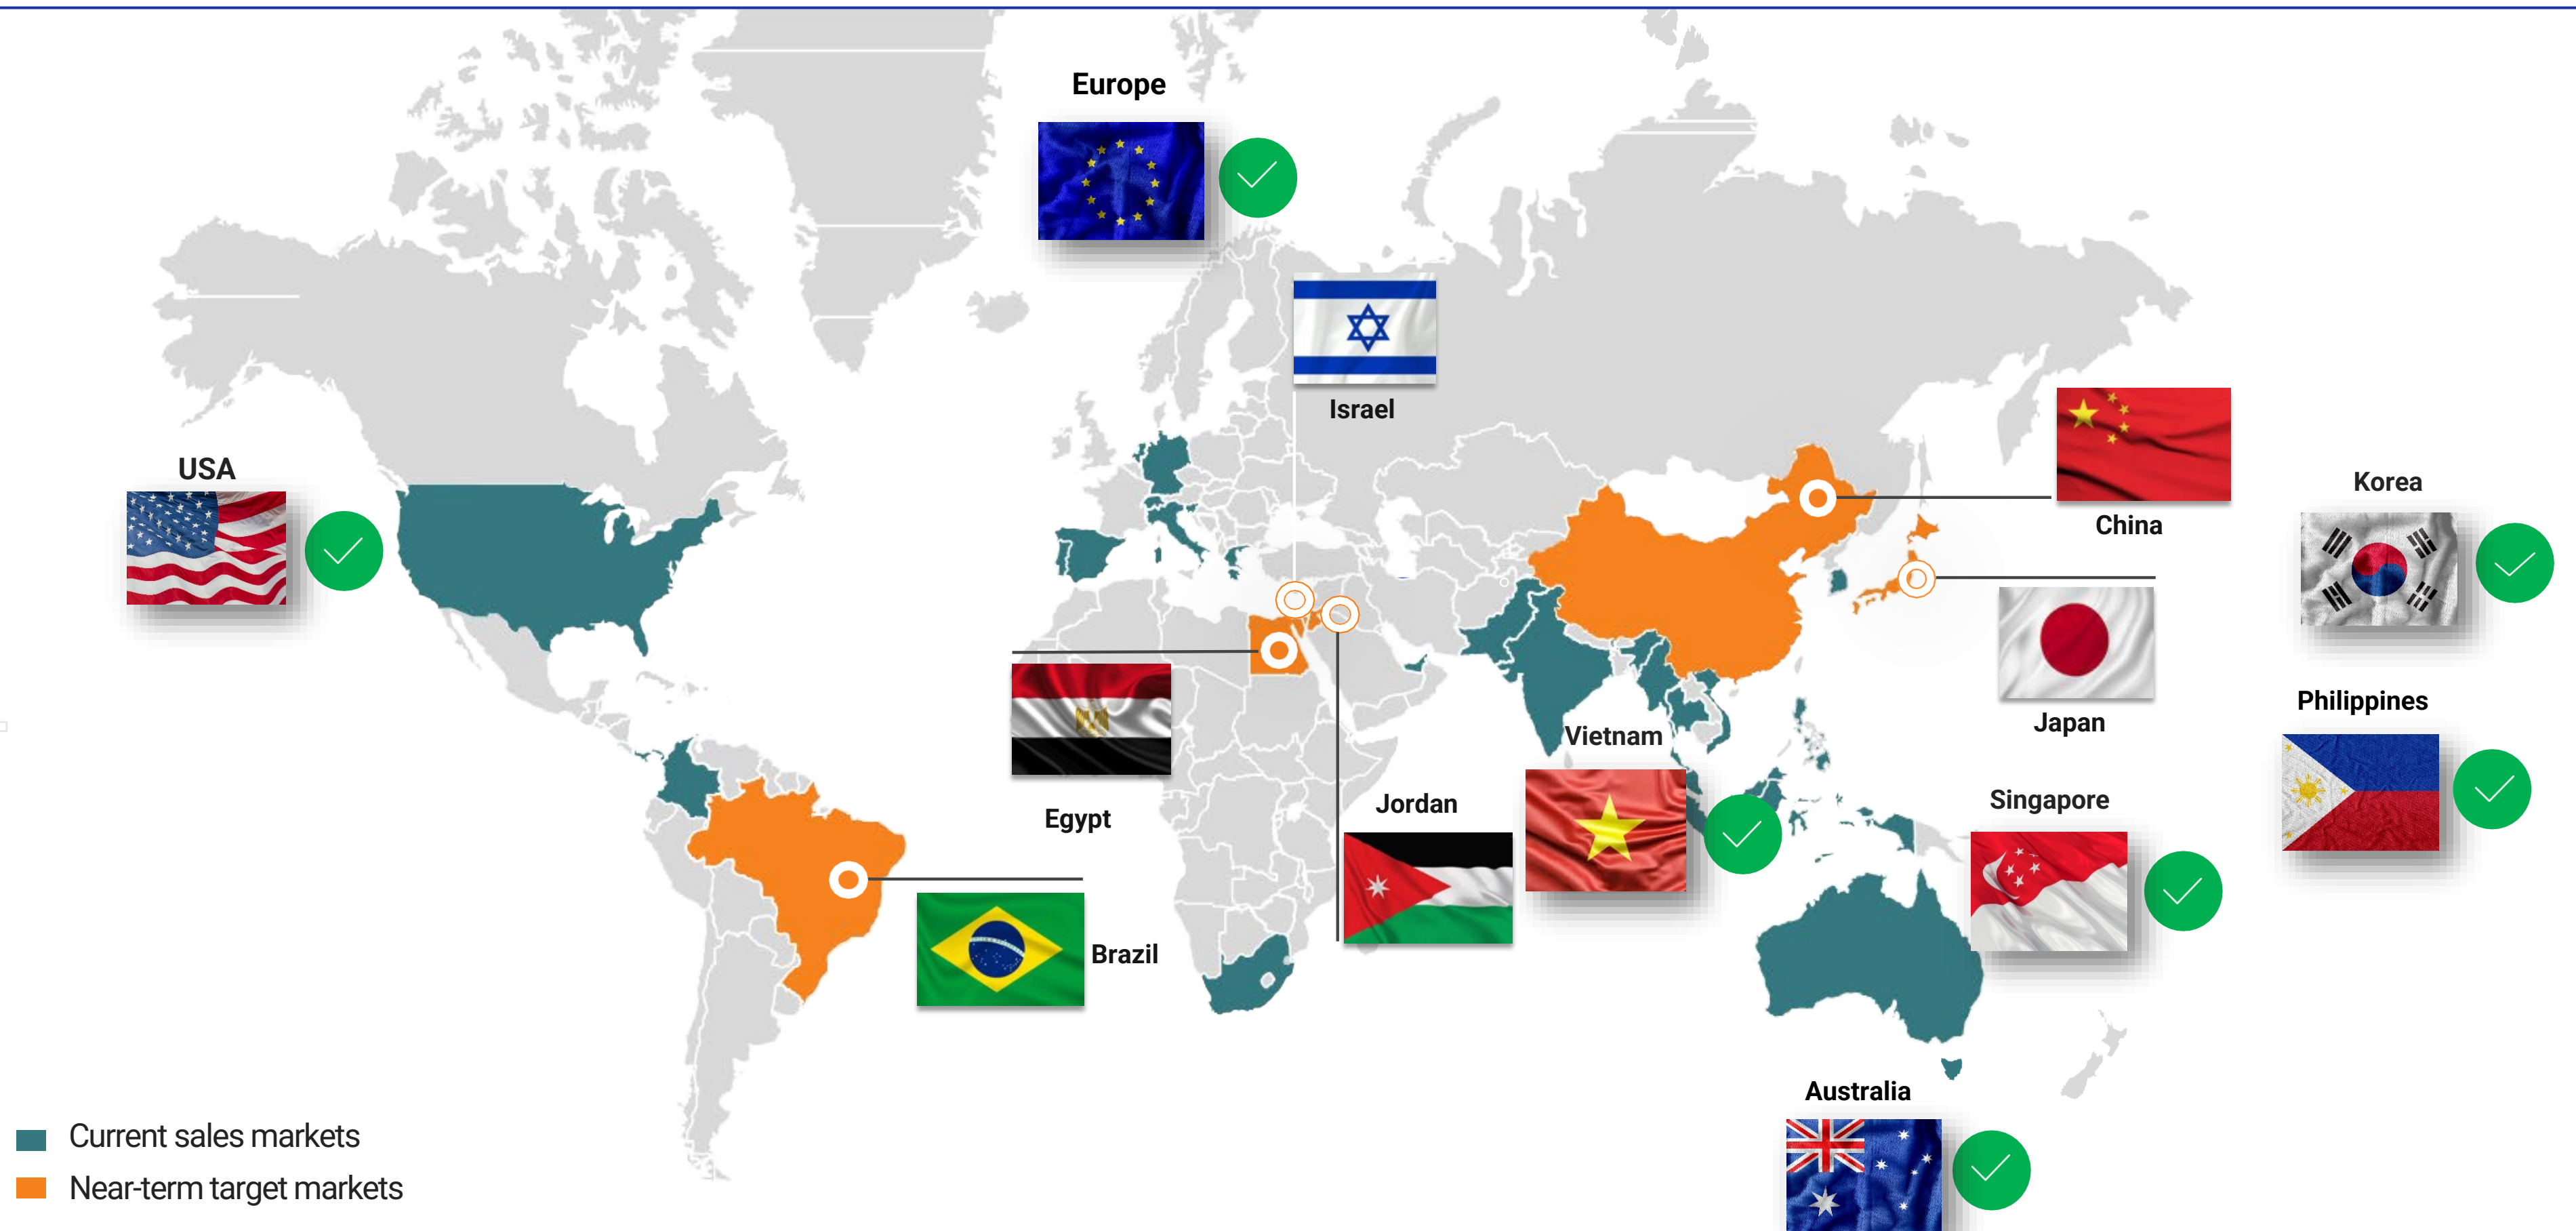 Europe
Israel
USA
China
Korea
Philippines
Japan
Vietnam
Singapore
Jordan
Egypt
Brazil
Australia
Current sales markets
Near-term target markets